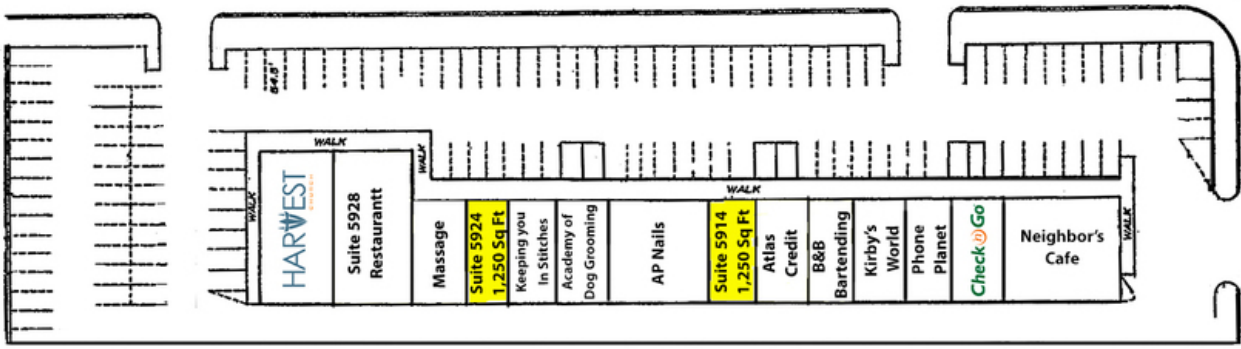 64.5'
WALK
WALK
WALK
WALK
WALK
HARVEST
CHURCH
Suite 5928
Restaurantt
Massage
Suite 5924
1,250 Sq Ft
Keeping you
In Stitches
Academy of
Dog Grooming
AP Nails
Suite 5914
1,250 Sq Ft
Atlas
Credit
B&B
Bartending
Kirby's
World
Phone
Planet
Check n Go
Neighbor's
Cafe